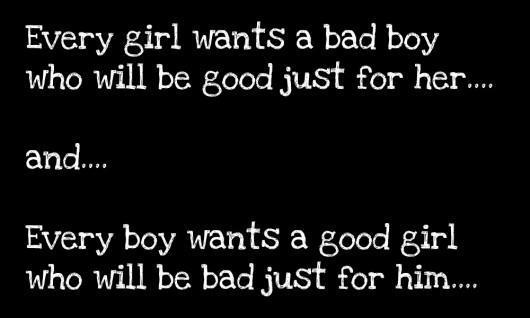 Every girl wants a bad boy
who will be good just for her....
and....
Every boy wants a good girl
who will be bad just for him....